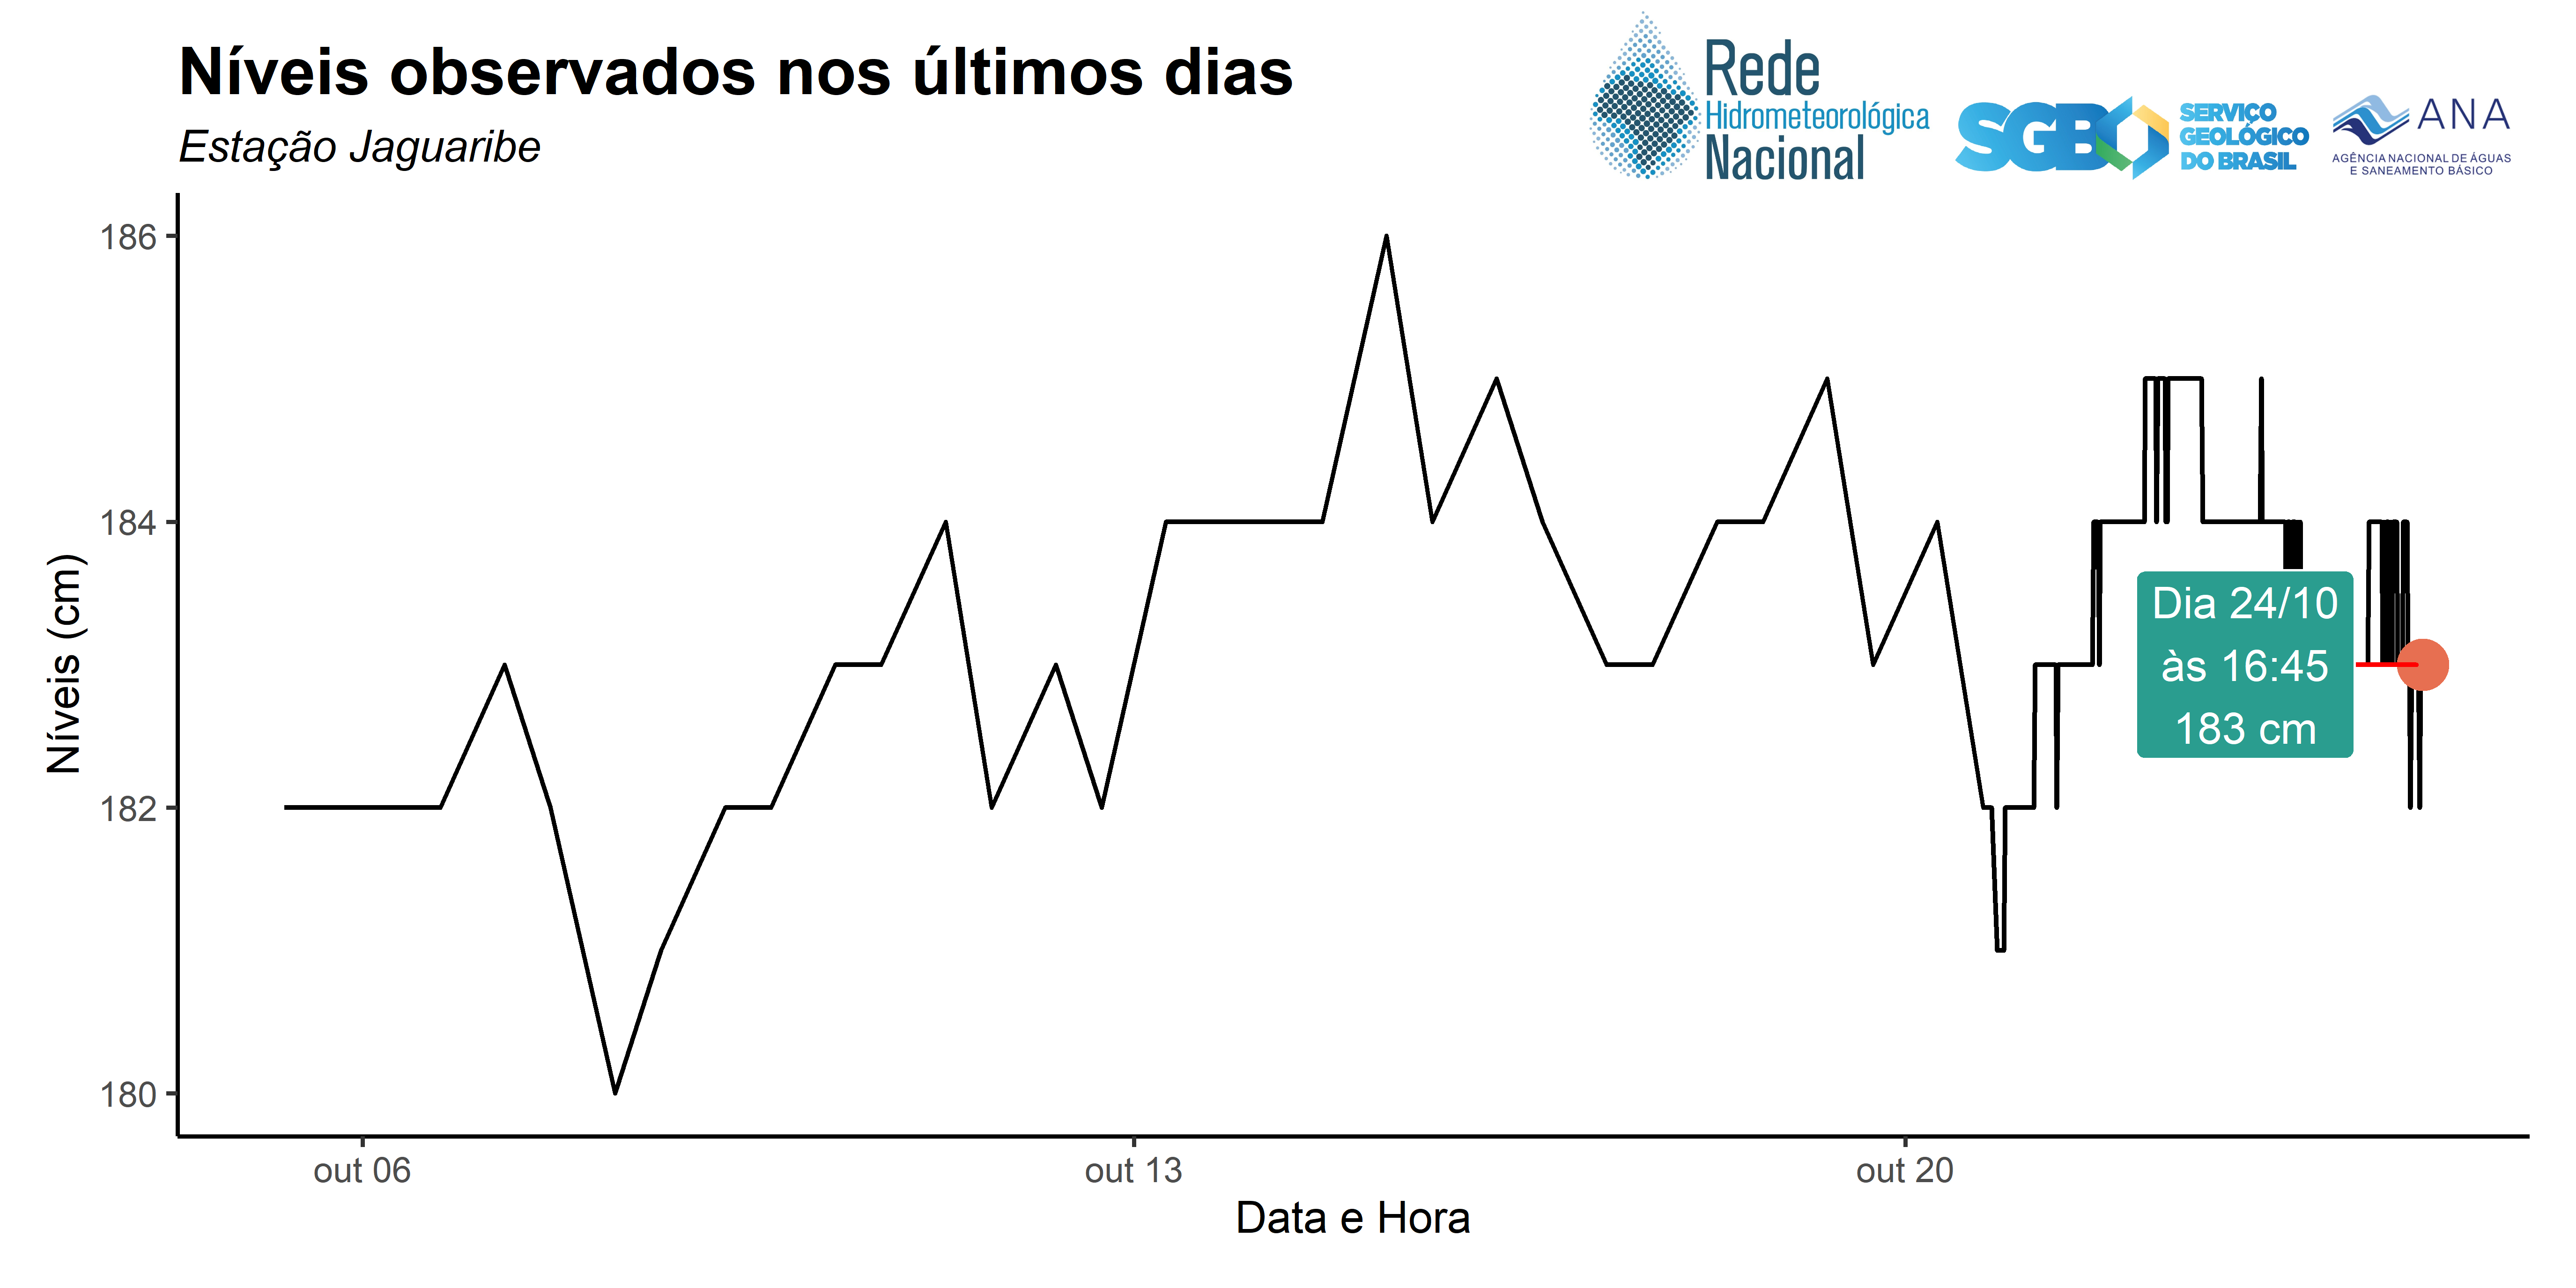 Níveis observados nos últimos dias
Estação Jaguaribe
Rede
Hidrometeorológica
Nacional
SGB
SERVIÇO
GEOLÓGICO
DO BRASIL
ANA
AGÊNCIA NACIONAL DE ÁGUAS
E SANEAMENTO BÁSICO
Níveis (cm)
186
184
182
180
Dia 24/10
às 16:45
183 cm
out 06
out 13
out 20
Data e Hora